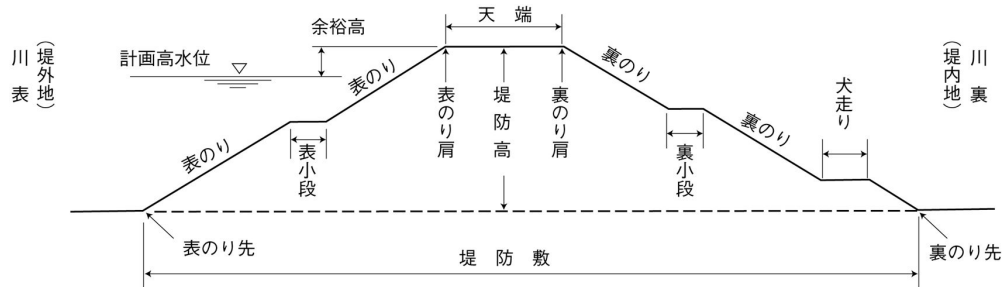 天端
余裕高
計画高水位
川表
(堤外地)
川裏
(堤内地)
表のり
裏のり
犬走り
表のり
裏のり
表のり肩
堤防高
裏のり肩
表小段
裏小段
表のり先
裏のり先
堤防敷